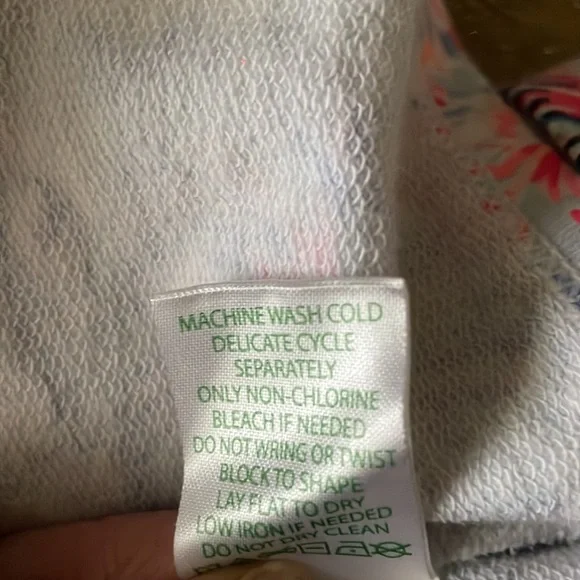 MACHINE WASH COLD
DELICATE CYCLE
SEPARATELY
ONLY NON-CHLORINE
BLEACH IF NEEDED
DO NOT WRING OR TWIST
BLOCK TO SHAPE
LAY FLAT TO DRY
LOW IRON IF NEEDED
DO NOT DRY CLEAN